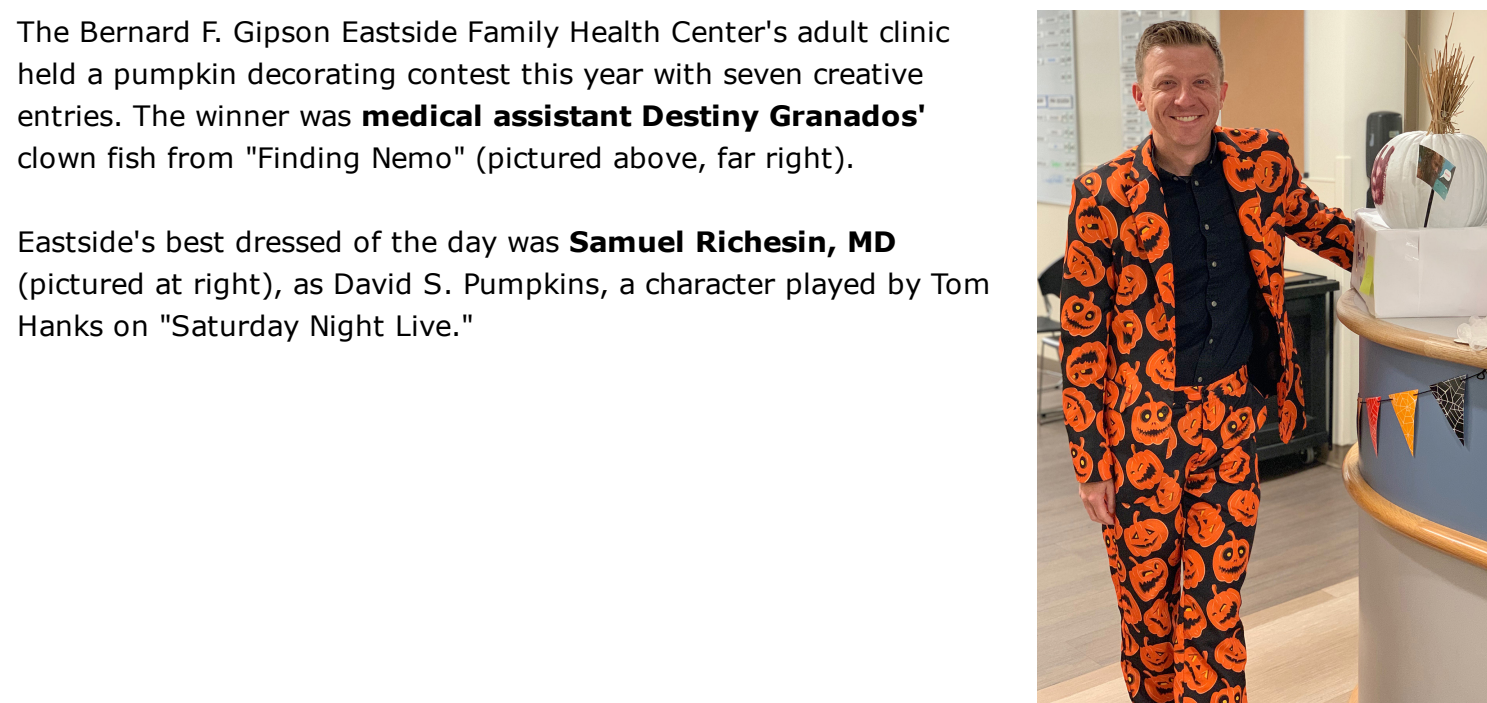 The Bernard F. Gipson Eastside Family Health Center's adult clinic
held a pumpkin decorating contest this year with seven creative
entries. The winner was medical assistant Destiny Granados'
clown fish from "Finding Nemo" (pictured above, far right).
Eastside's best dressed of the day was Samuel Richesin, MD
(pictured at right), as David S. Pumpkins, a character played by Tom
Hanks on "Saturday Night Live."